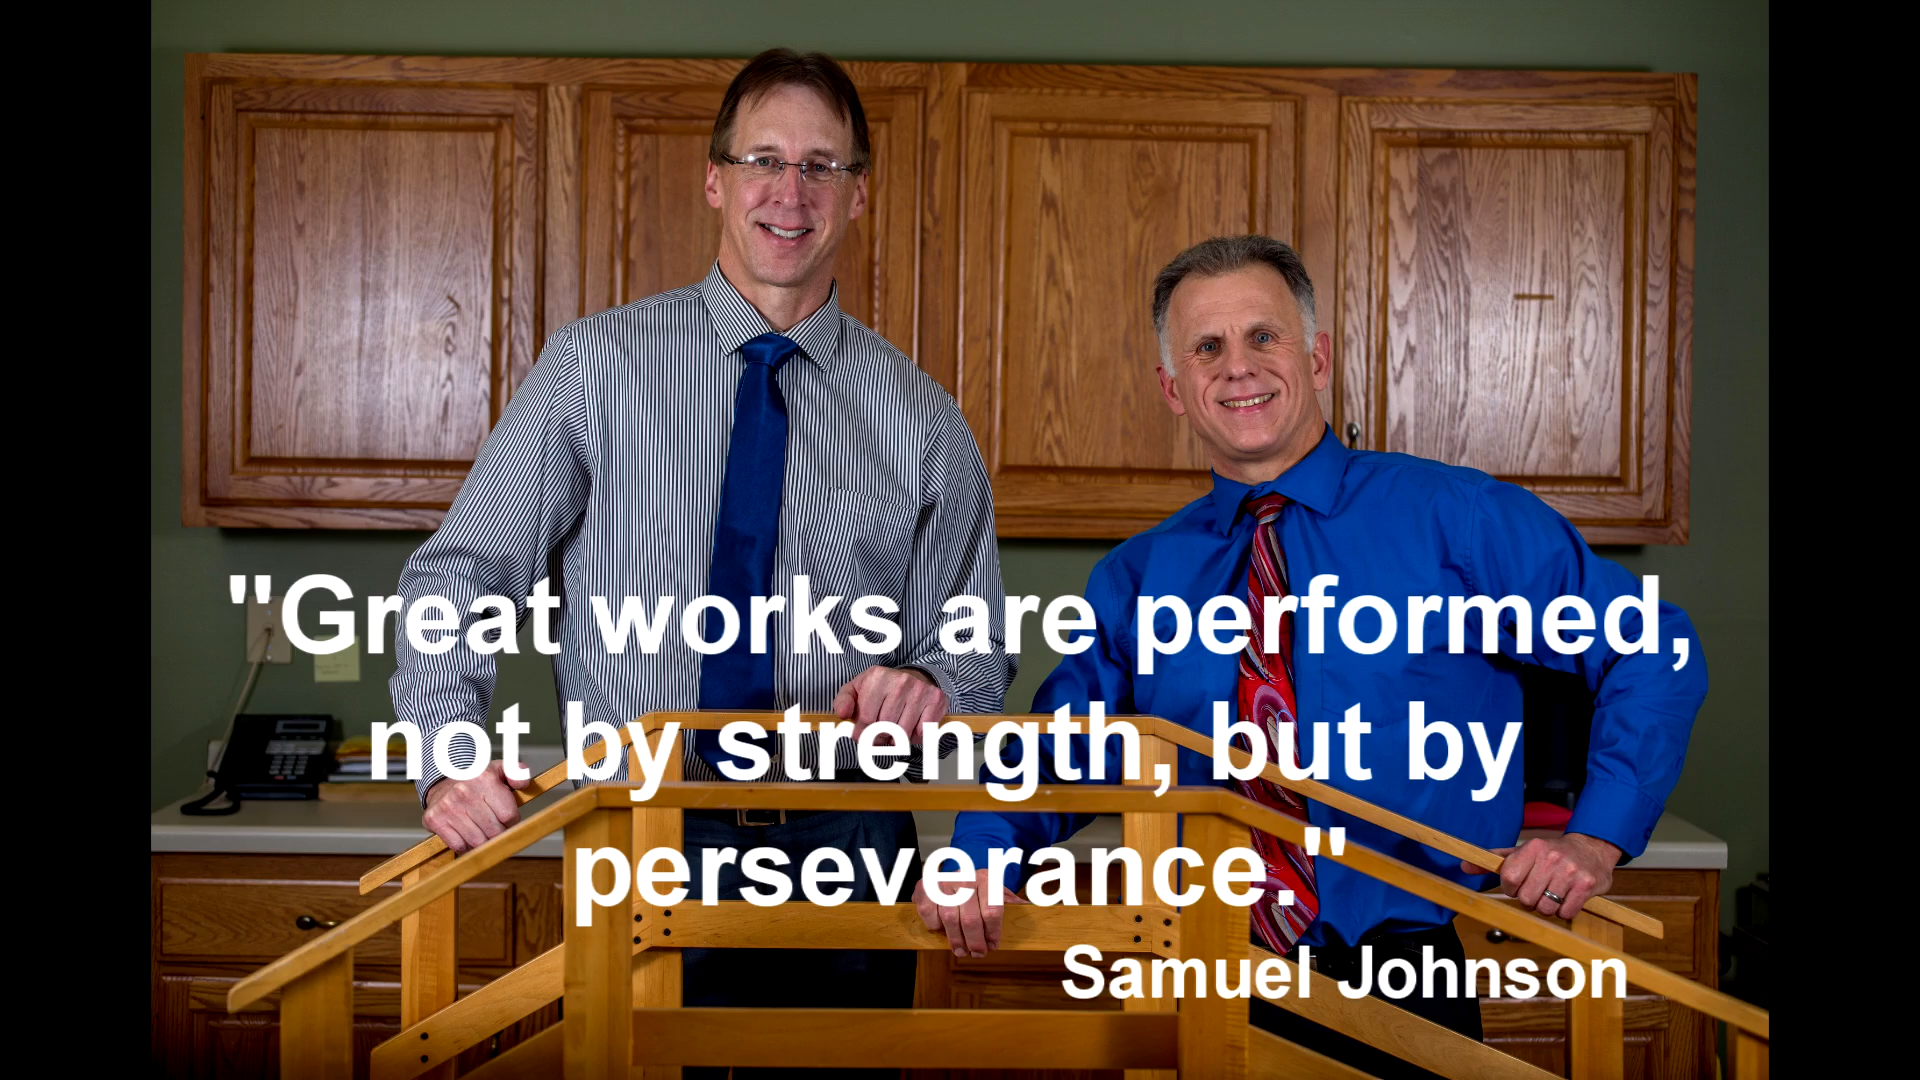 "Great works are performed,
not by strength, but by
perseverance."
Samuel Johnson